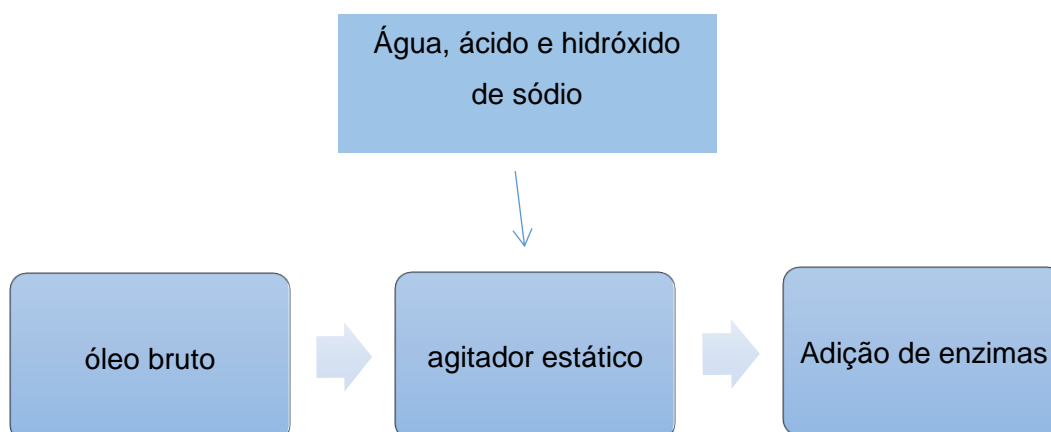 Água, ácido e hidróxido
de sódio
óleo bruto
agitador estático
Adição de enzimas